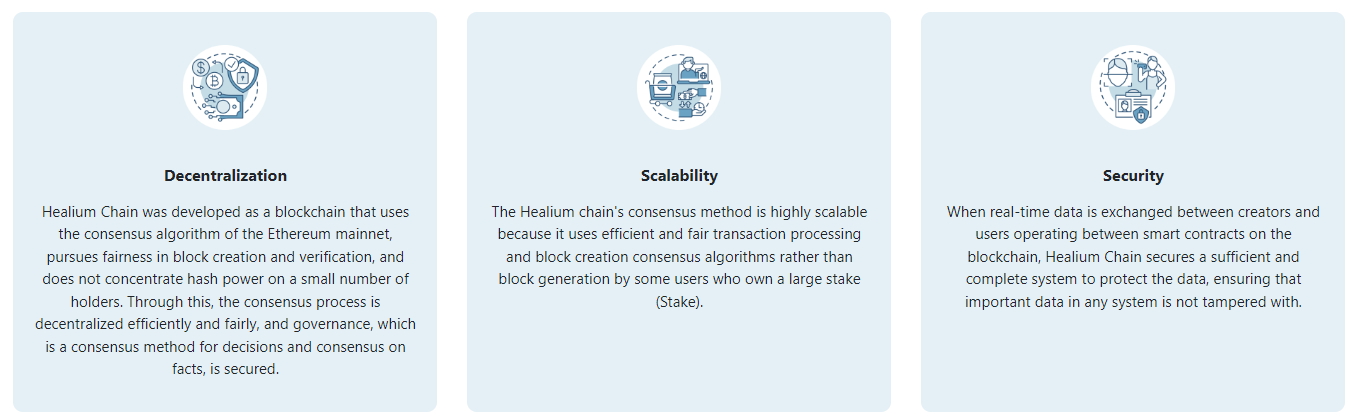 Decentralization
Healium Chain was developed as a blockchain that uses
the consensus algorithm of the Ethereum mainnet,
pursues fairness in block creation and verification, and
does not concentrate hash power on a small number of
holders. Through this, the consensus process is
decentralized efficiently and fairly, and governance, which
is a consensus method for decisions and consensus on
facts, is secured.
Scalability
The Healium chain's consensus method is highly scalable
because it uses efficient and fair transaction processing
and block creation consensus algorithms rather than
block generation by some users who own a large stake
(Stake).
Security
When real-time data is exchanged between creators and
users operating between smart contracts on the
blockchain, Healium Chain secures a sufficient and
complete system to protect the data, ensuring that
important data in any system is not tampered with.